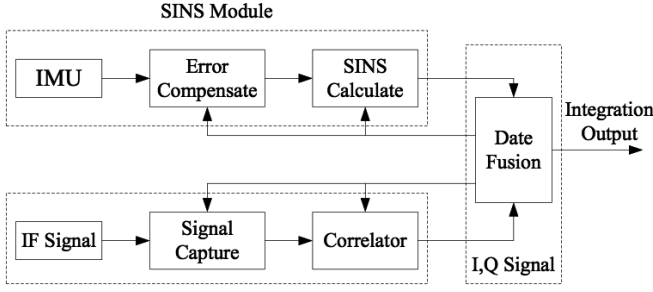 SINS Module
IMU
Error
Compensate
SINS
Calculate
Date
Fusion
Integration
Output
IF Signal
Signal
Capture
Correlator
I,Q Signal